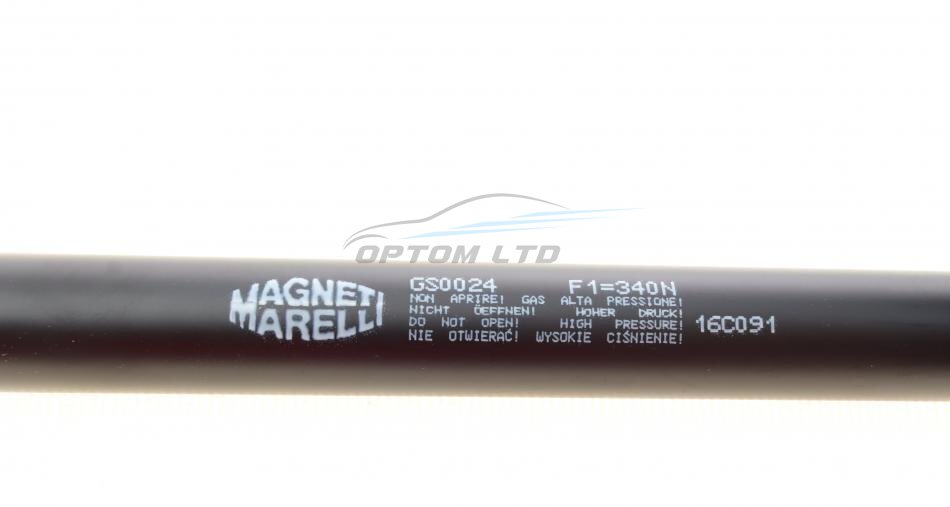 OPTOM LTD
MAGNETI
MARELLI
GS0024 F1=340N
NON APRIRE! GAS ALTA PRESSIONE!
NICHT ÖEFFNEN! HOHER DRUCK!
DO NOT OPEN! HIGH PRESSURE!
NIE OTWIERAĆ! WYSOKIE CIŚNIENIE!
16C091